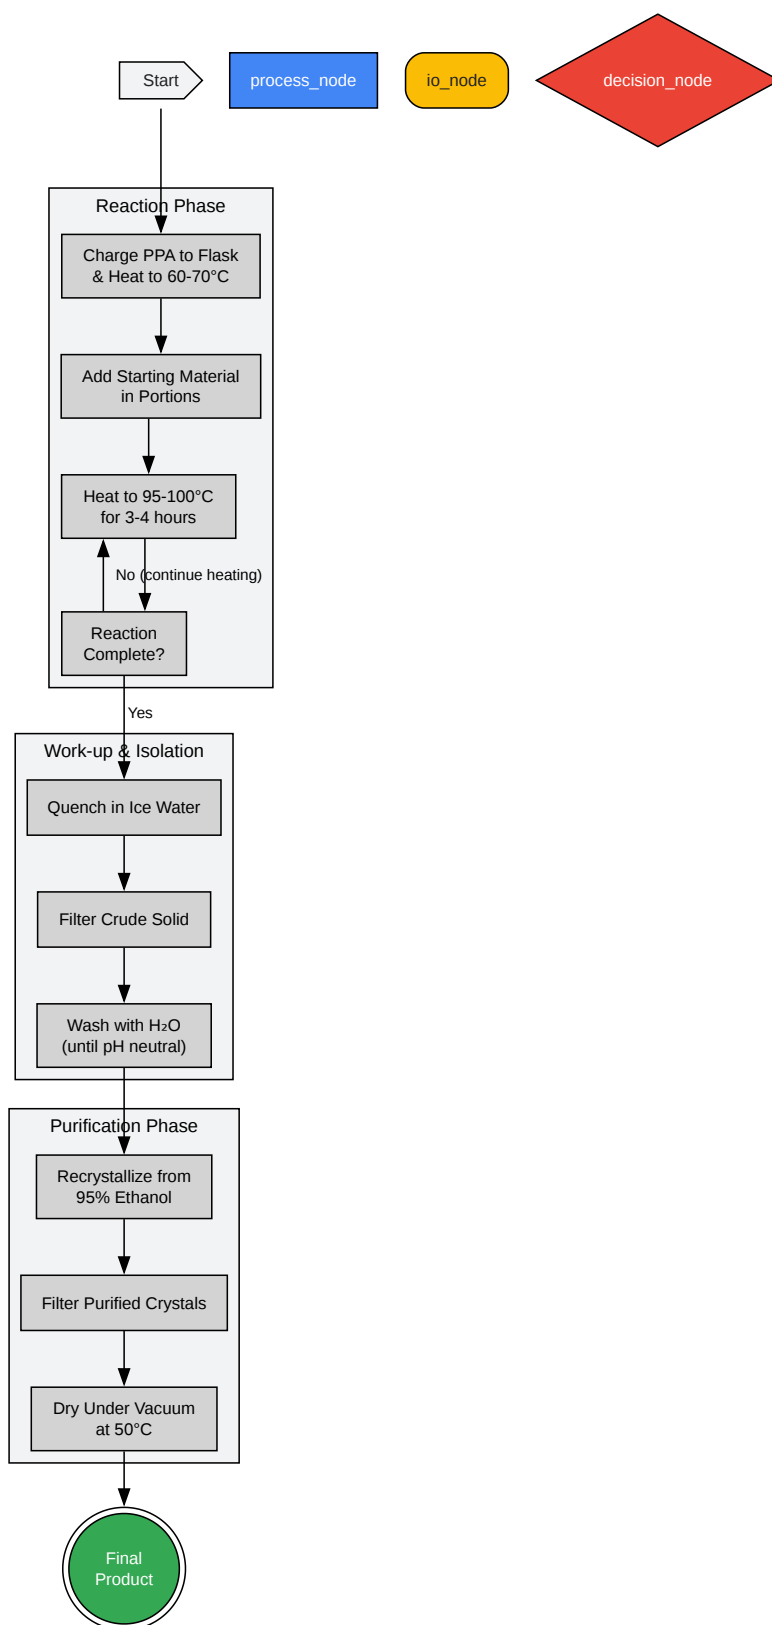 Start
process_node
io_node
decision_node
Reaction Phase
Charge PPA to Flask
& Heat to 60-70°C
Add Starting Material
in Portions
Heat to 95-100°C
for 3-4 hours
No (continue heating)
Reaction
Complete?
Yes
Work-up & Isolation
Quench in Ice Water
Filter Crude Solid
Wash with H₂O
(until pH neutral)
Purification Phase
Recrystallize from
95% Ethanol
Filter Purified Crystals
Dry Under Vacuum
at 50°C
Final
Product